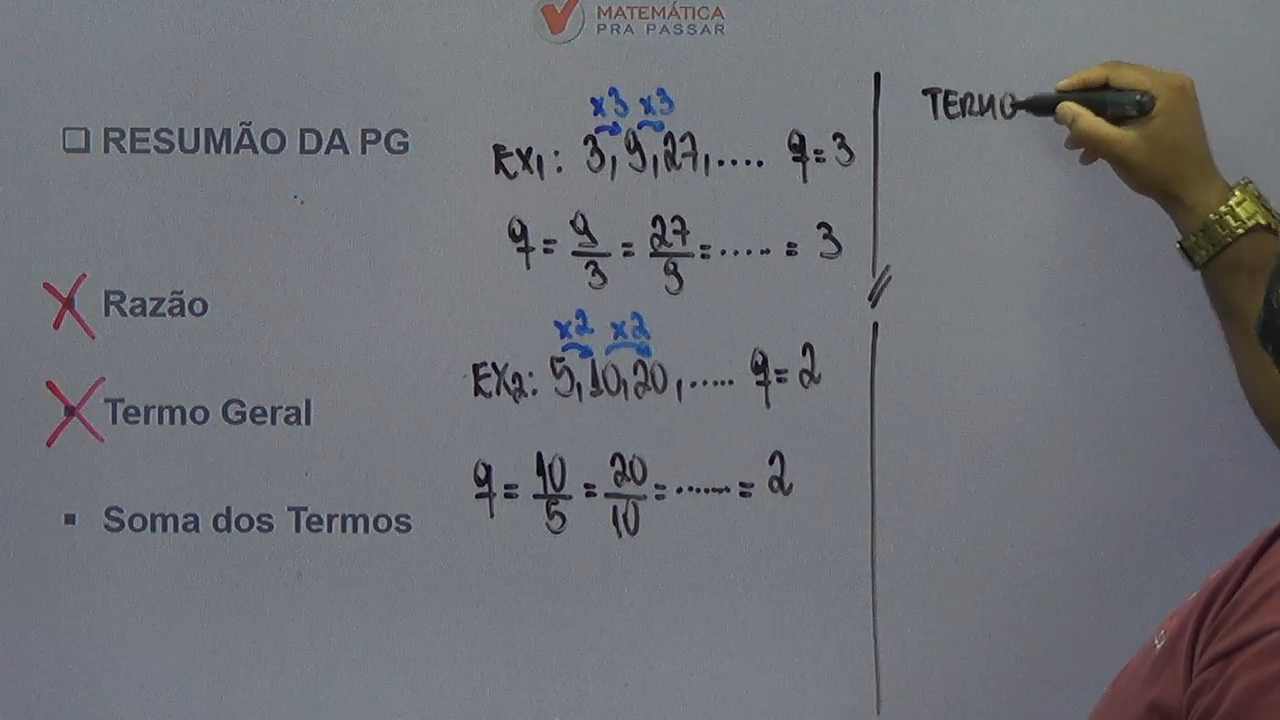 MATEMÁTICA
PRA PASSAR
❑ RESUMÃO DA PG
▪ Razão
▪ Termo Geral
▪ Soma dos Termos
x3 x3
EX1: 3, 9, 27, .... q = 3
q = 9/3 = 27/9 = ..... = 3
x2 x2
EX2: 5, 10, 20, ..... q = 2
q = 10/5 = 20/10 = ....... = 2
TERMO